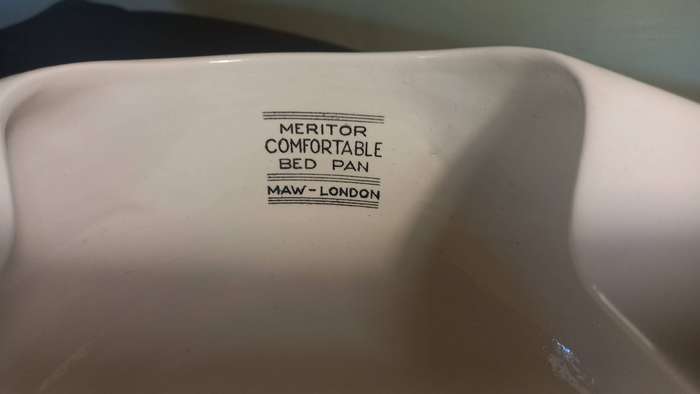 MERITOR
COMFORTABLE
BED PAN
MAW-LONDON